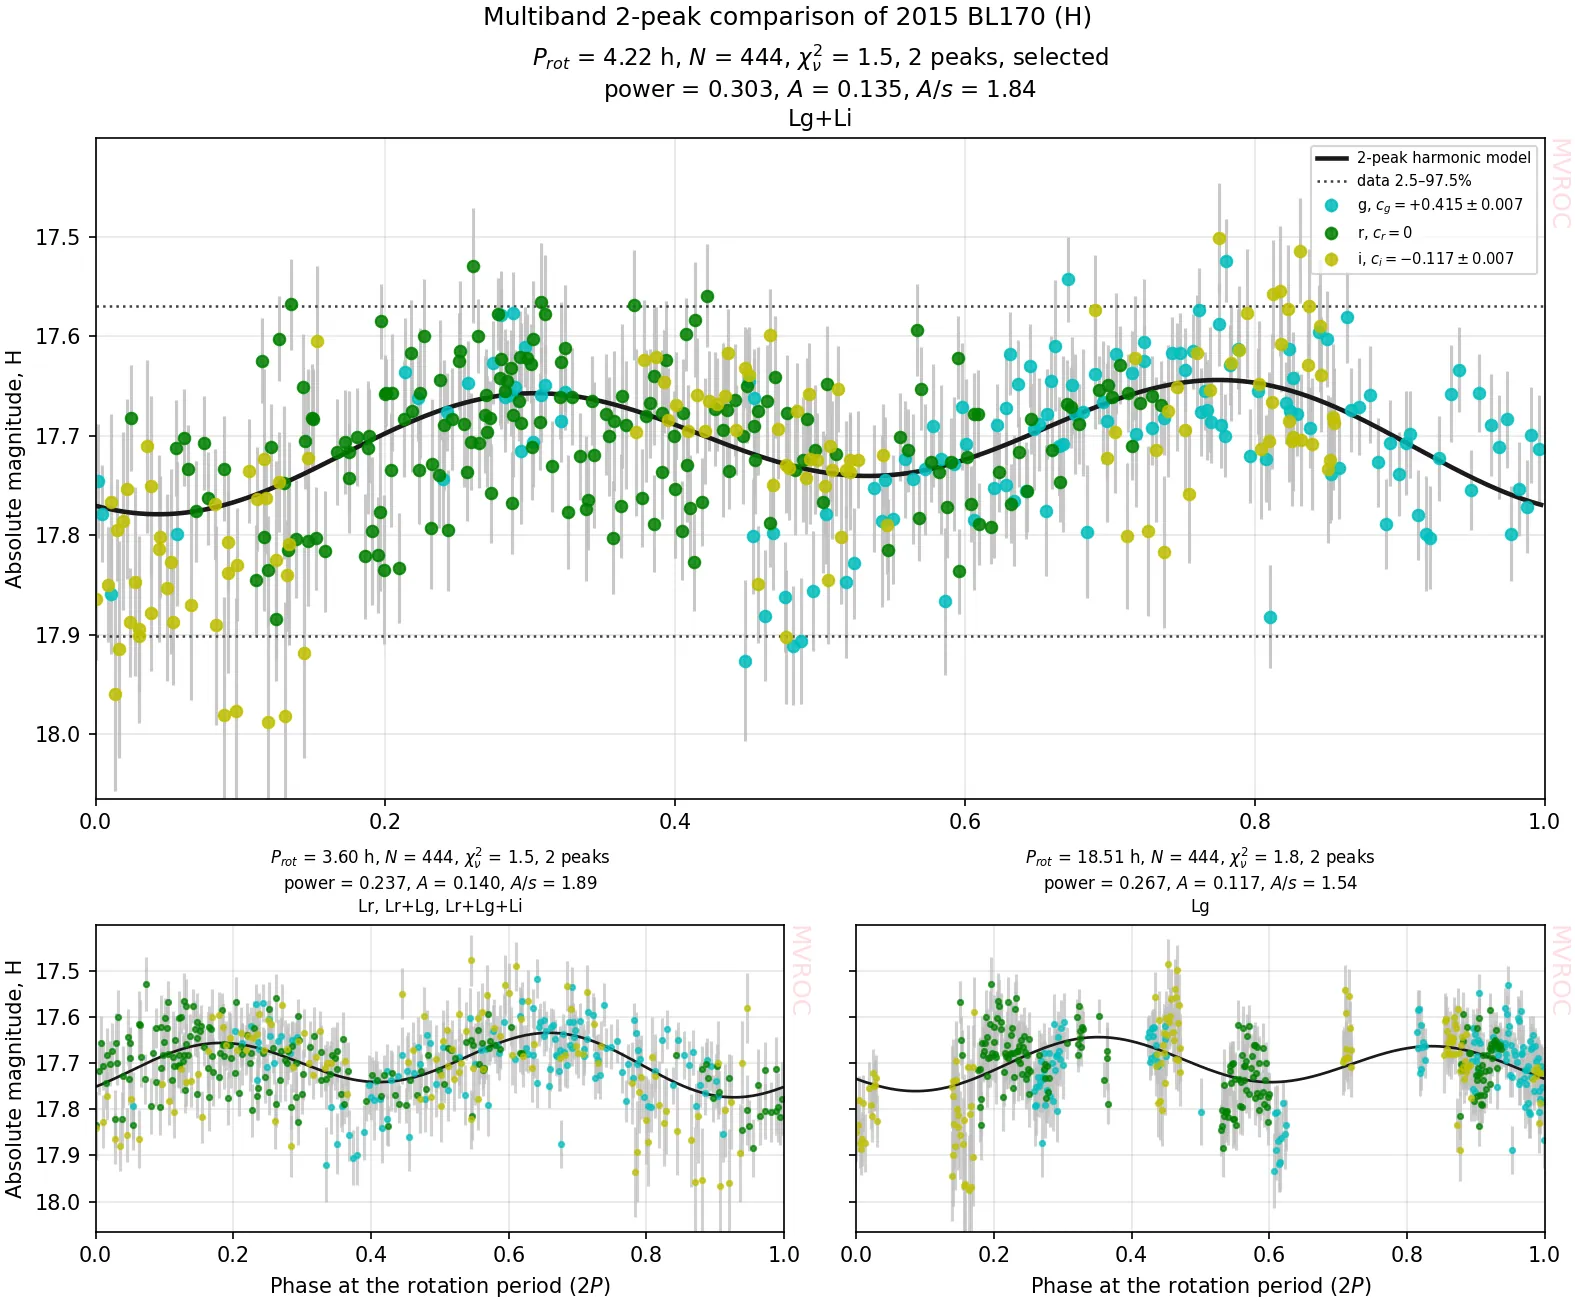 Multiband 2-peak comparison of 2015 BL170 (H)
P_rot = 4.22 h, N = 444, χ²_ν = 1.5, 2 peaks, selected
power = 0.303, A = 0.135, A/s = 1.84
Lg+Li
2-peak harmonic model
data 2.5–97.5%
g, c_g = +0.415 ± 0.007
r, c_r = 0
i, c_i = −0.117 ± 0.007
MVROC
Absolute magnitude, H
17.5
17.6
17.7
17.8
17.9
18.0
0.0 0.2 0.4 0.6 0.8 1.0
P_rot = 3.60 h, N = 444, χ²_ν = 1.5, 2 peaks
power = 0.237, A = 0.140, A/s = 1.89
Lr, Lr+Lg, Lr+Lg+Li
MVROC
Absolute magnitude, H
17.5
17.6
17.7
17.8
17.9
18.0
0.0 0.2 0.4 0.6 0.8 1.0
Phase at the rotation period (2P)
P_rot = 18.51 h, N = 444, χ²_ν = 1.8, 2 peaks
power = 0.267, A = 0.117, A/s = 1.54
Lg
MVROC
0.0 0.2 0.4 0.6 0.8 1.0
Phase at the rotation period (2P)